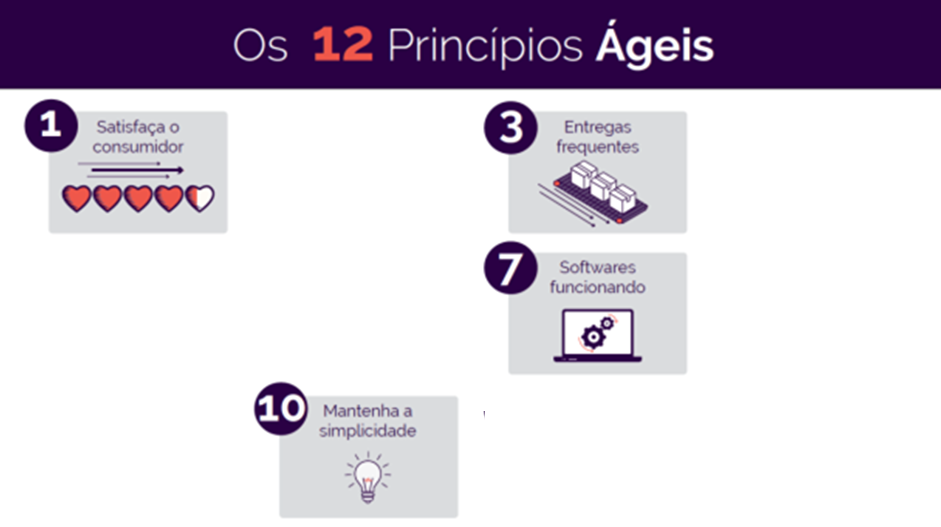 Os 12 Princípios Ágeis
1
Satisfaça o
consumidor
3
Entregas
frequentes
7
Softwares
funcionando
10
Mantenha a
simplicidade